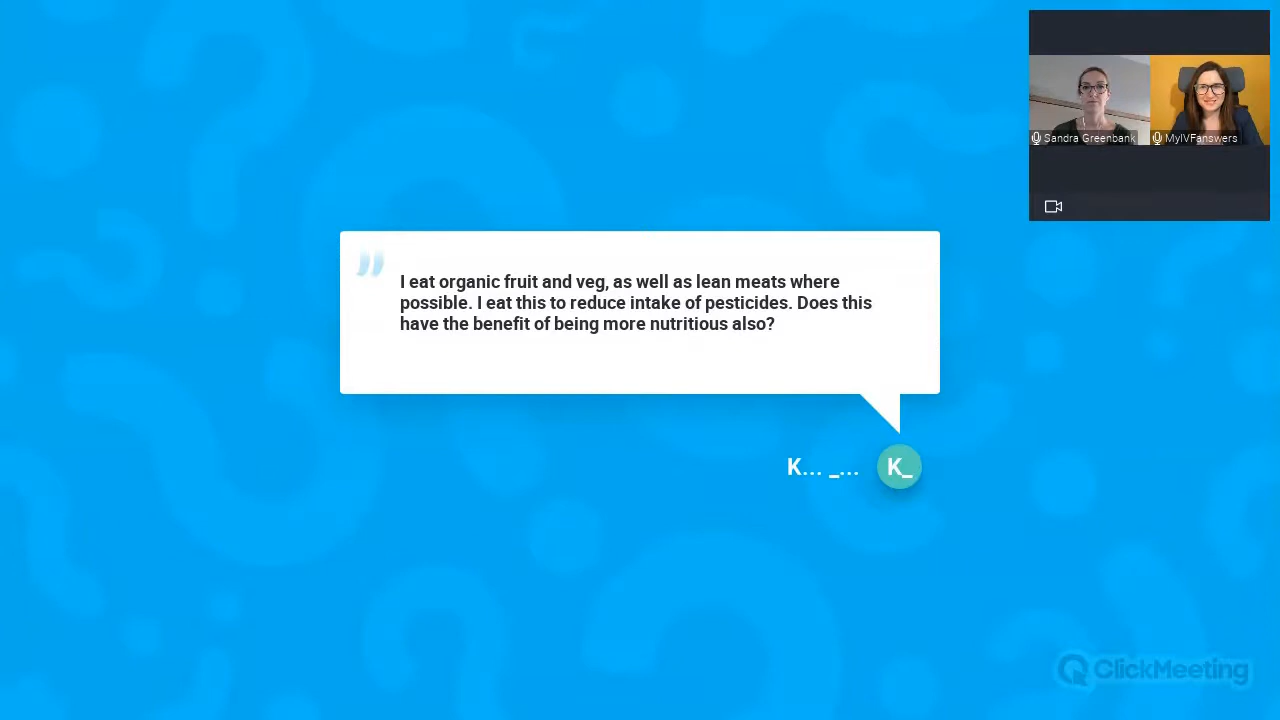 Sandra Greenbank
MyIVFanswers
I eat organic fruit and veg, as well as lean meats where
possible. I eat this to reduce intake of pesticides. Does this
have the benefit of being more nutritious also?
K... _...
K_
ClickMeeting